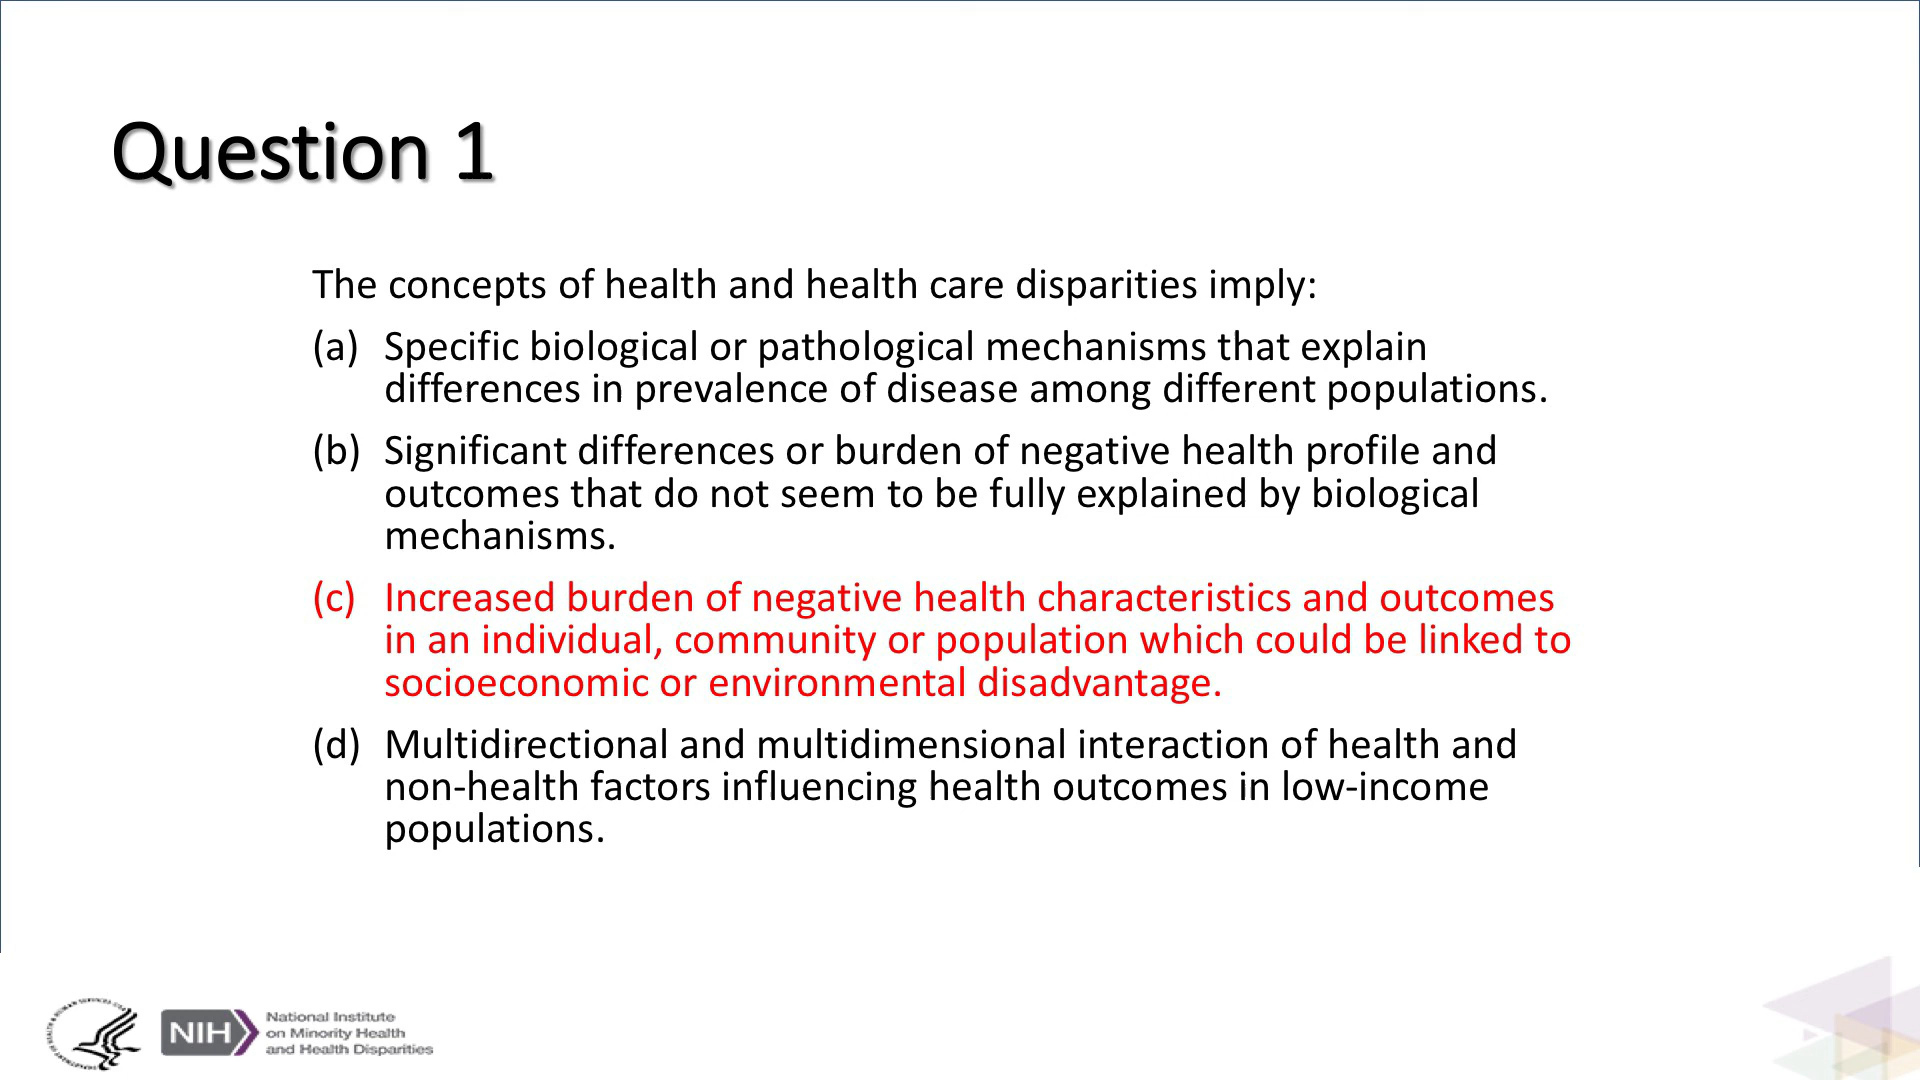 Question 1
The concepts of health and health care disparities imply:
(a) Specific biological or pathological mechanisms that explain
differences in prevalence of disease among different populations.
(b) Significant differences or burden of negative health profile and
outcomes that do not seem to be fully explained by biological
mechanisms.
(c) Increased burden of negative health characteristics and outcomes
in an individual, community or population which could be linked to
socioeconomic or environmental disadvantage.
(d) Multidirectional and multidimensional interaction of health and
non-health factors influencing health outcomes in low-income
populations.
NIH
National Institute
on Minority Health
and Health Disparities